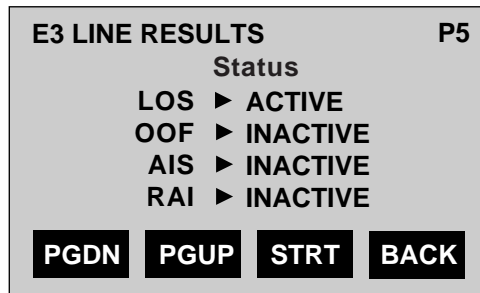 E3 LINE RESULTS P5
Status
LOS ► ACTIVE
OOF ► INACTIVE
AIS ► INACTIVE
RAI ► INACTIVE
PGDN PGUP STRT BACK